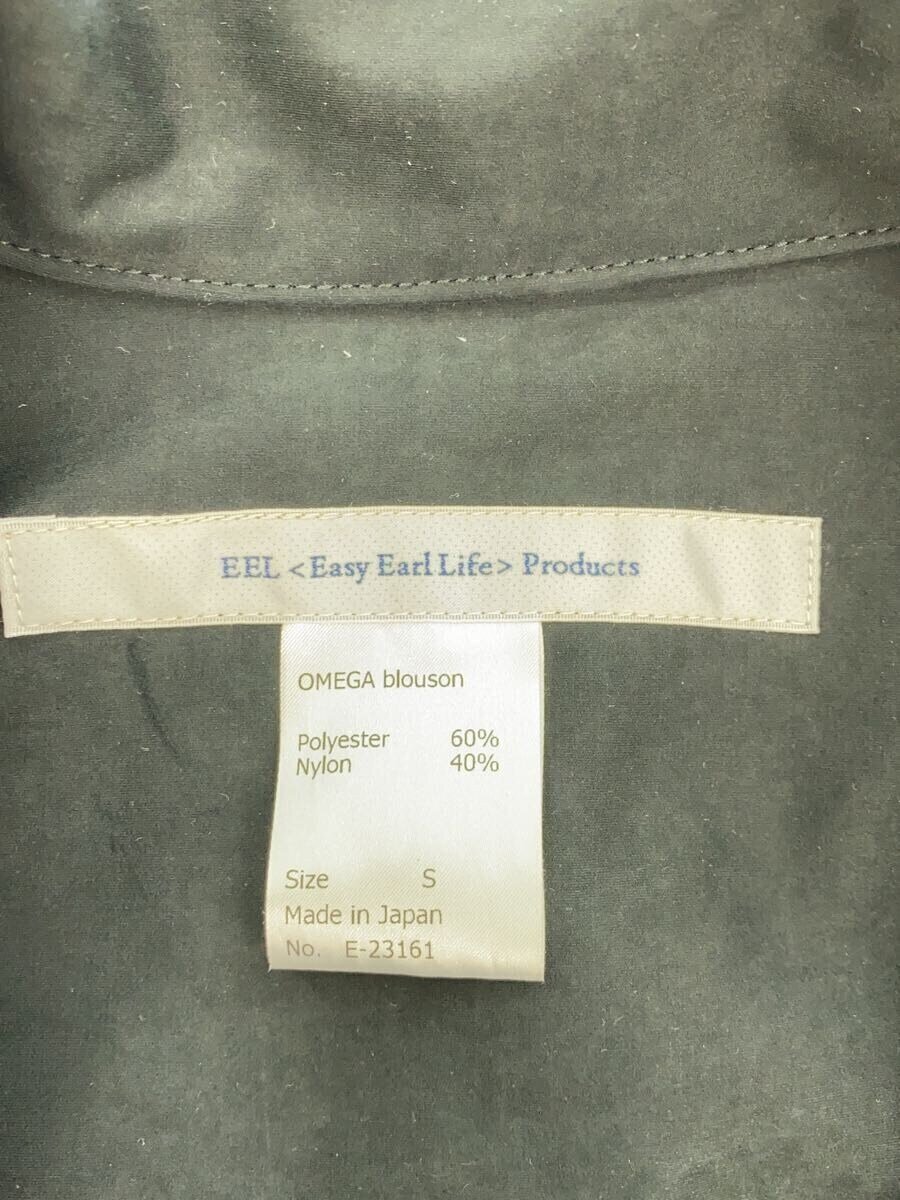 EEL <Easy Earl Life> Products
OMEGA blouson
Polyester 60%
Nylon 40%
Size S
Made in Japan
No. E-23161